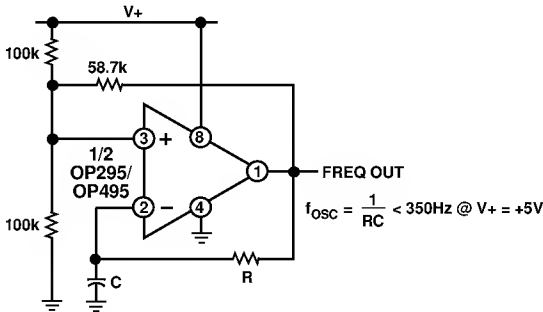 V+
100k
58.7k
3
+
8
1/2
OP295/
OP495
1
FREQ OUT
2
–
4
fOSC = 1/RC < 350Hz @ V+ = +5V
100k
R
C